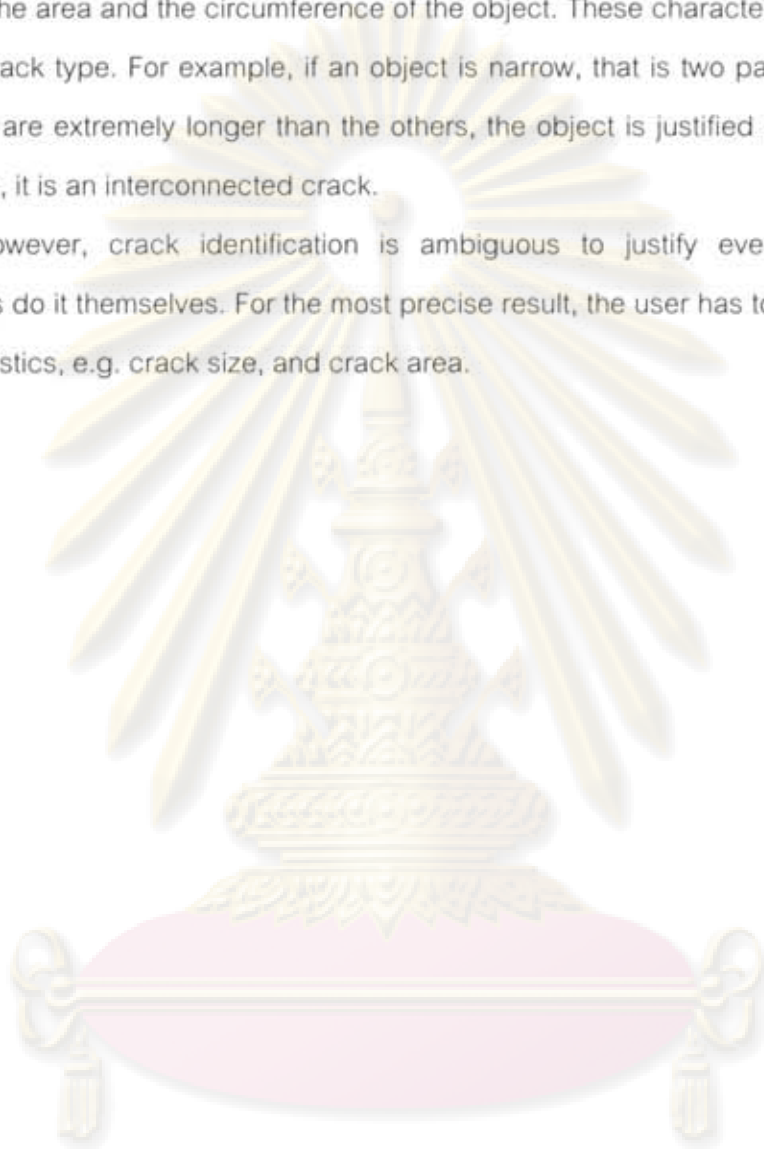 he area and the circumference of the object. These characte
ack type. For example, if an object is narrow, that is two pa
are extremely longer than the others, the object is justified
, it is an interconnected crack.
owever, crack identification is ambiguous to justify eve
s do it themselves. For the most precise result, the user has to
stics, e.g. crack size, and crack area.